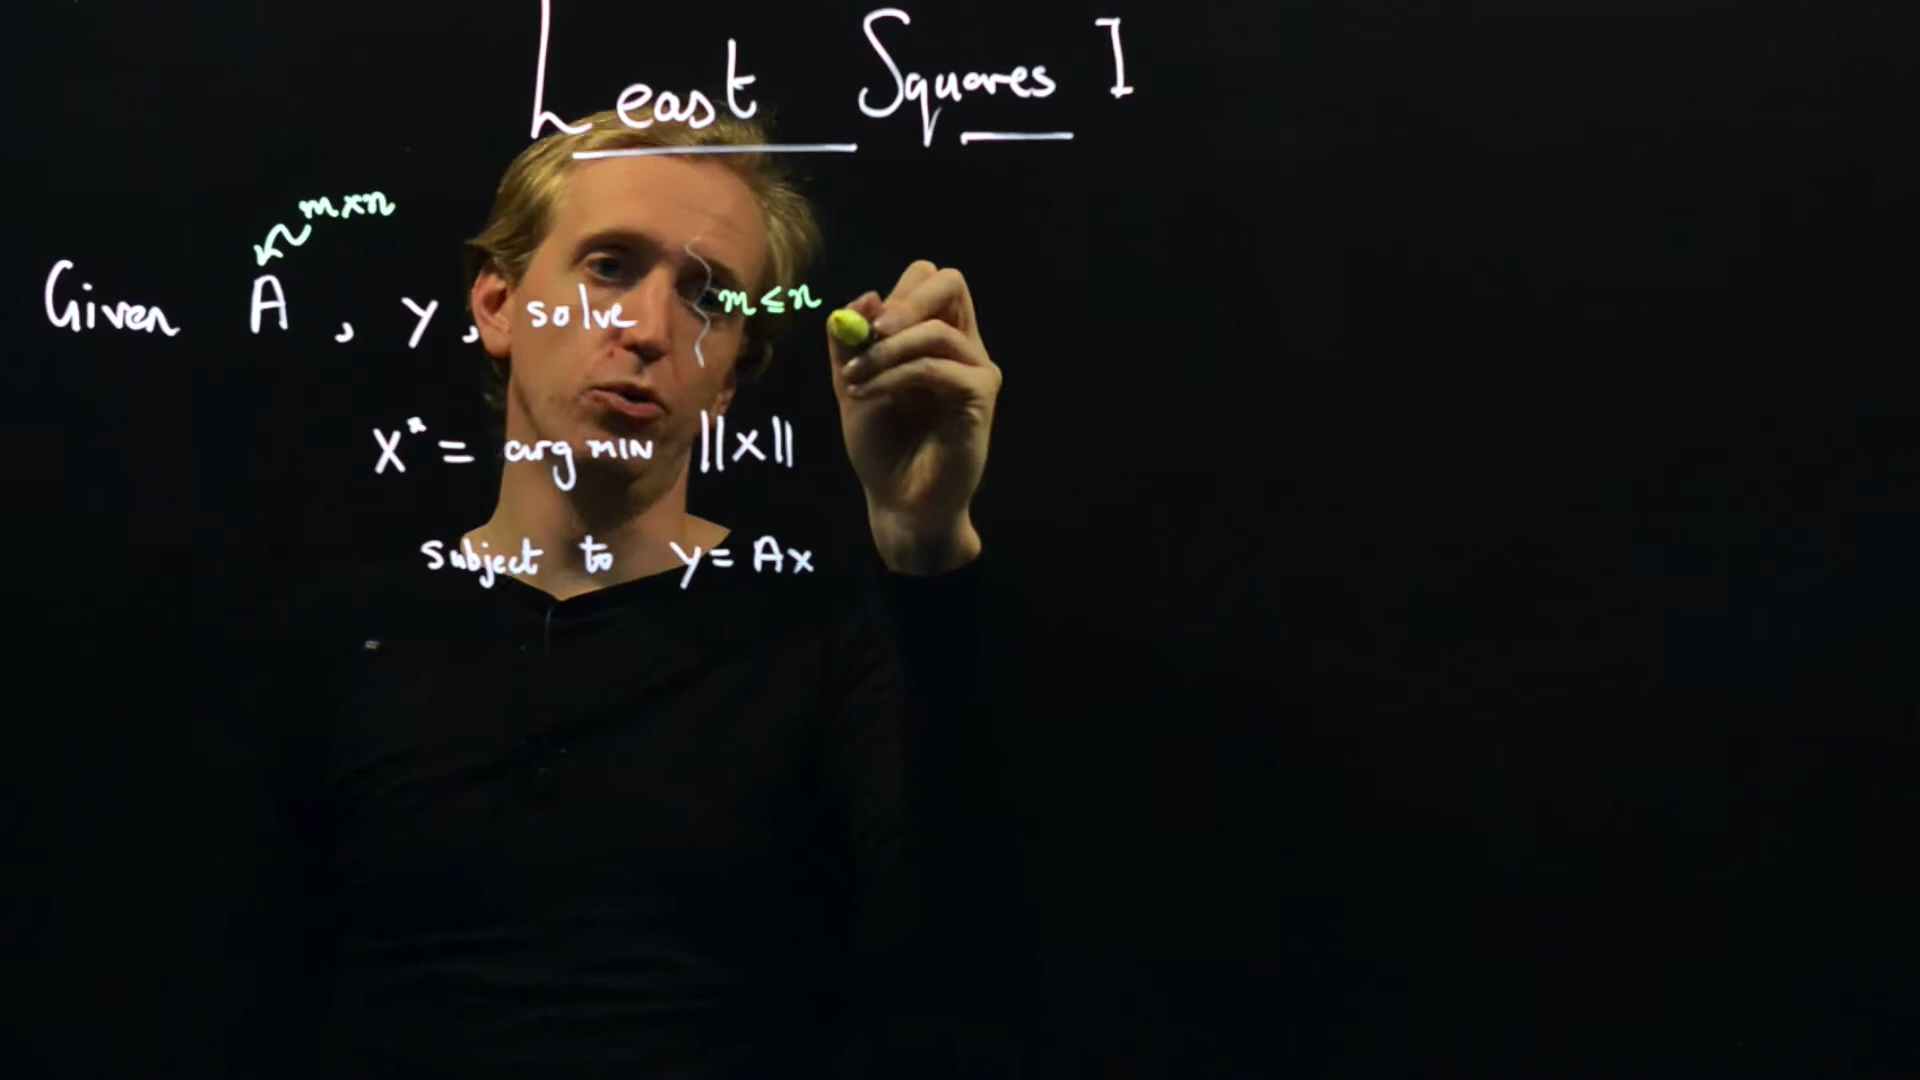 Least Squares I
m×n
Given A , y, solve m ≤ n
x* = arg MIN ||x||
subject to y = Ax